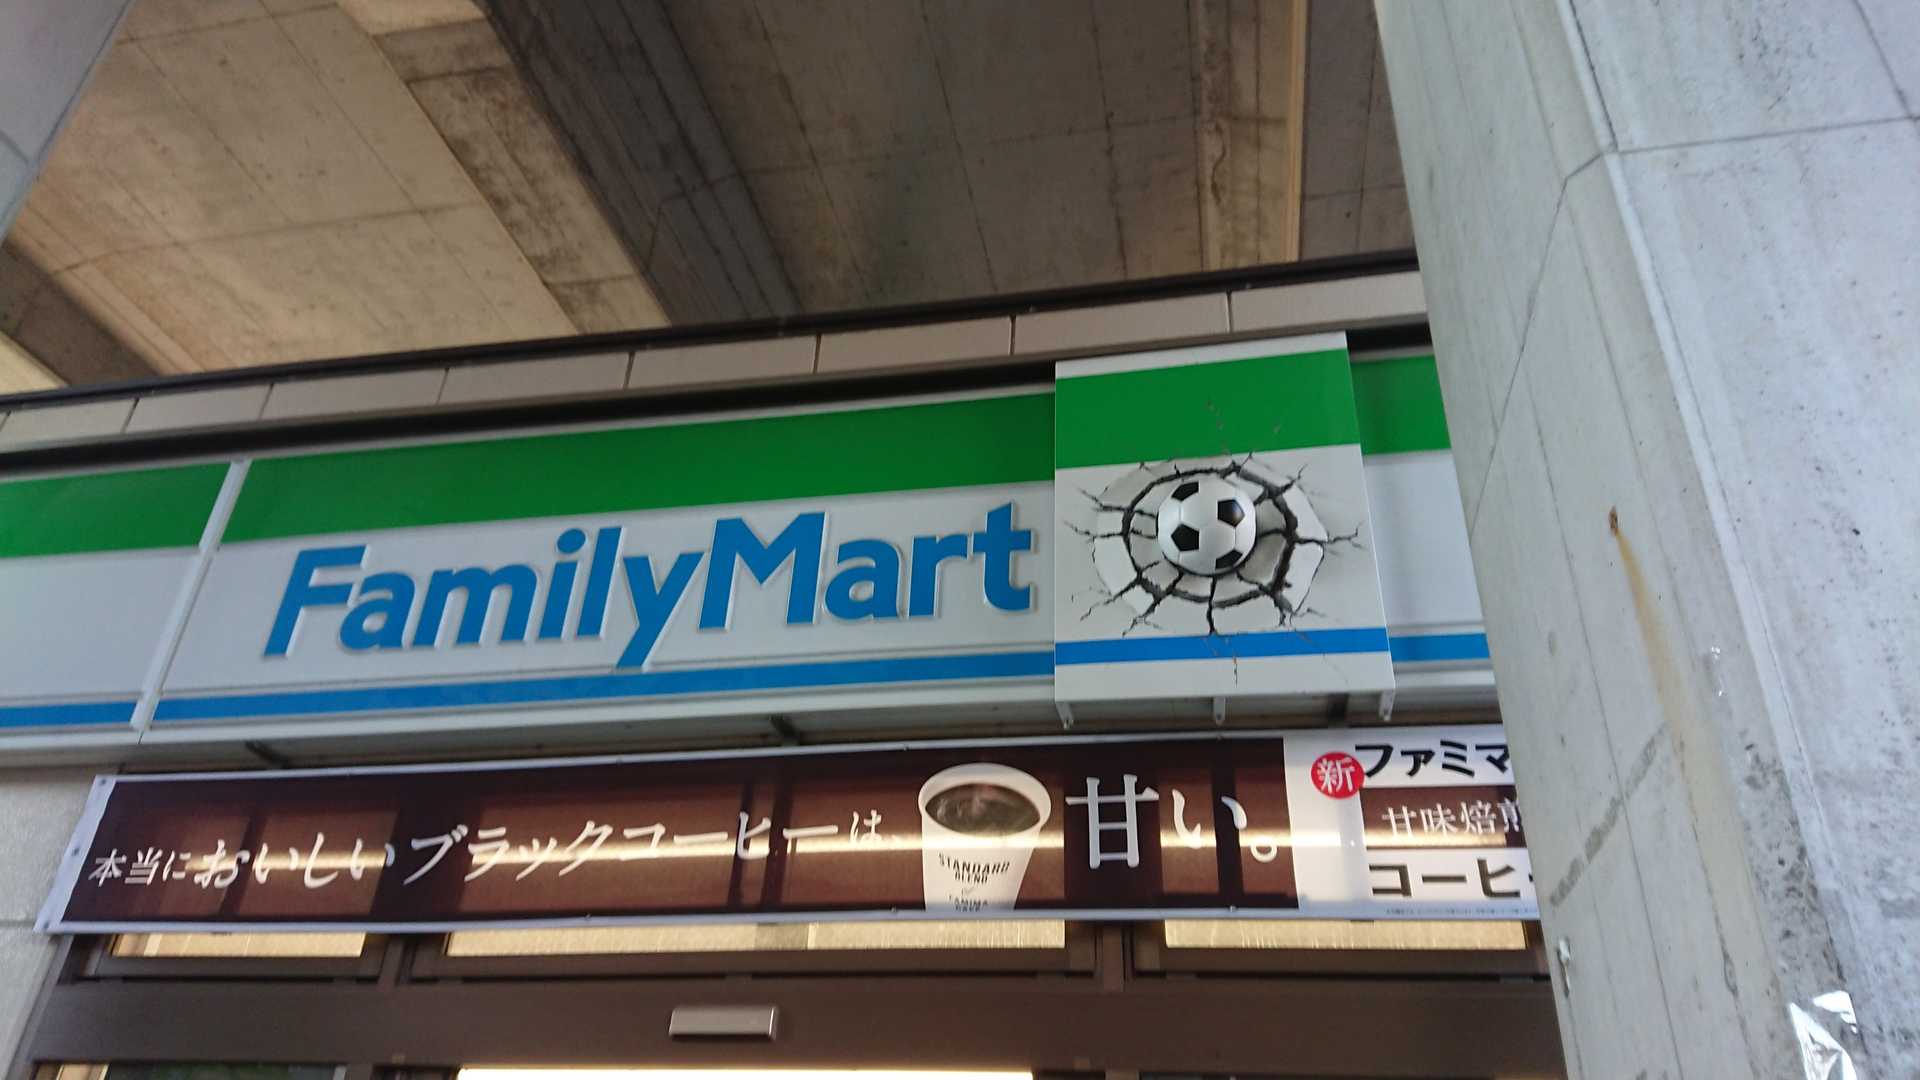 FamilyMart
本当においしいブラックコーヒーは、甘い。
STANDARD
BLEND
新 ファミマ
甘味焙煎
コーヒー